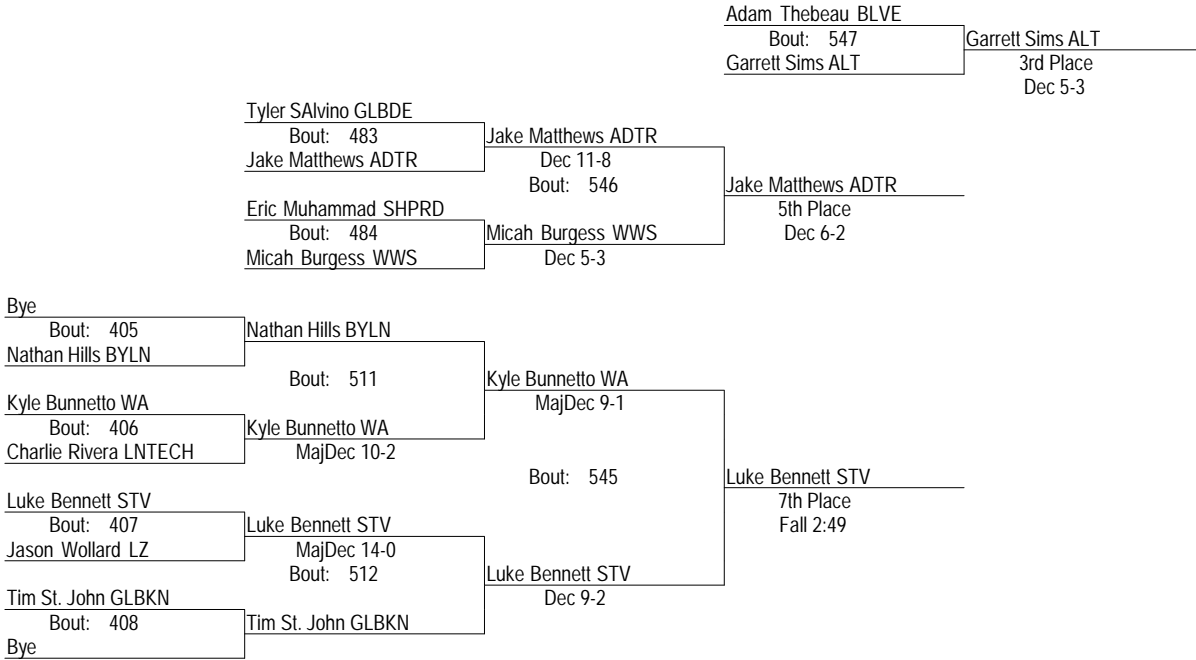 Adam Thebeau BLVE
Bout: 547
Garrett Sims ALT
Garrett Sims ALT
3rd Place
Dec 5-3
Tyler SAlvino GLBDE
Bout: 483
Jake Matthews ADTR
Jake Matthews ADTR
Dec 11-8
Bout: 546
Jake Matthews ADTR
5th Place
Dec 6-2
Eric Muhammad SHPRD
Bout: 484
Micah Burgess WWS
Micah Burgess WWS
Dec 5-3
Bye
Bout: 405
Nathan Hills BYLN
Nathan Hills BYLN
Bout: 511
Kyle Bunnetto WA
MajDec 9-1
Kyle Bunnetto WA
Bout: 406
Charlie Rivera LNTECH
Kyle Bunnetto WA
MajDec 10-2
Bout: 545
Luke Bennett STV
7th Place
Fall 2:49
Luke Bennett STV
Bout: 407
Jason Wollard LZ
Luke Bennett STV
MajDec 14-0
Bout: 512
Luke Bennett STV
Dec 9-2
Tim St. John GLBKN
Bout: 408
Bye
Tim St. John GLBKN